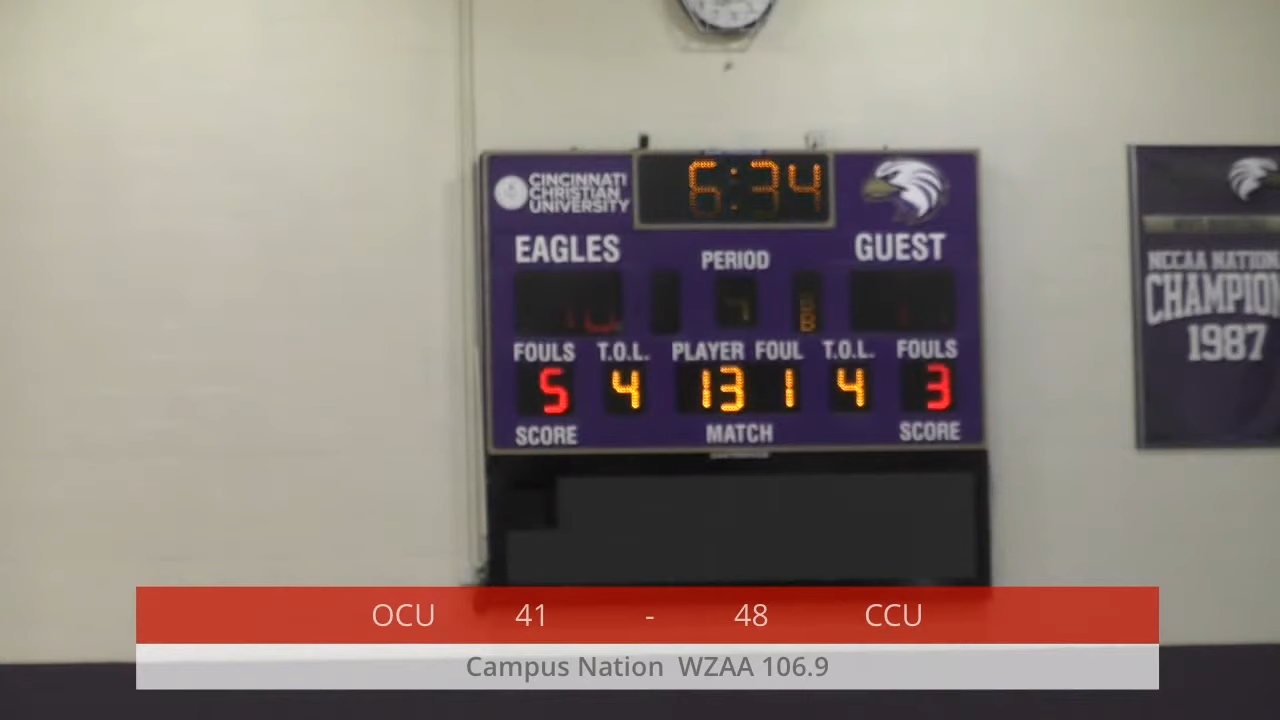 6:34
CINCINNATI
CHRISTIAN
UNIVERSITY
EAGLES
PERIOD
GUEST
FOULS T.O.L. PLAYER FOUL T.O.L. FOULS
5 4 13 1 4 3
SCORE MATCH SCORE
NCCAA NATION
CHAMPION
1987
OCU 41 - 48 CCU
Campus Nation WZAA 106.9